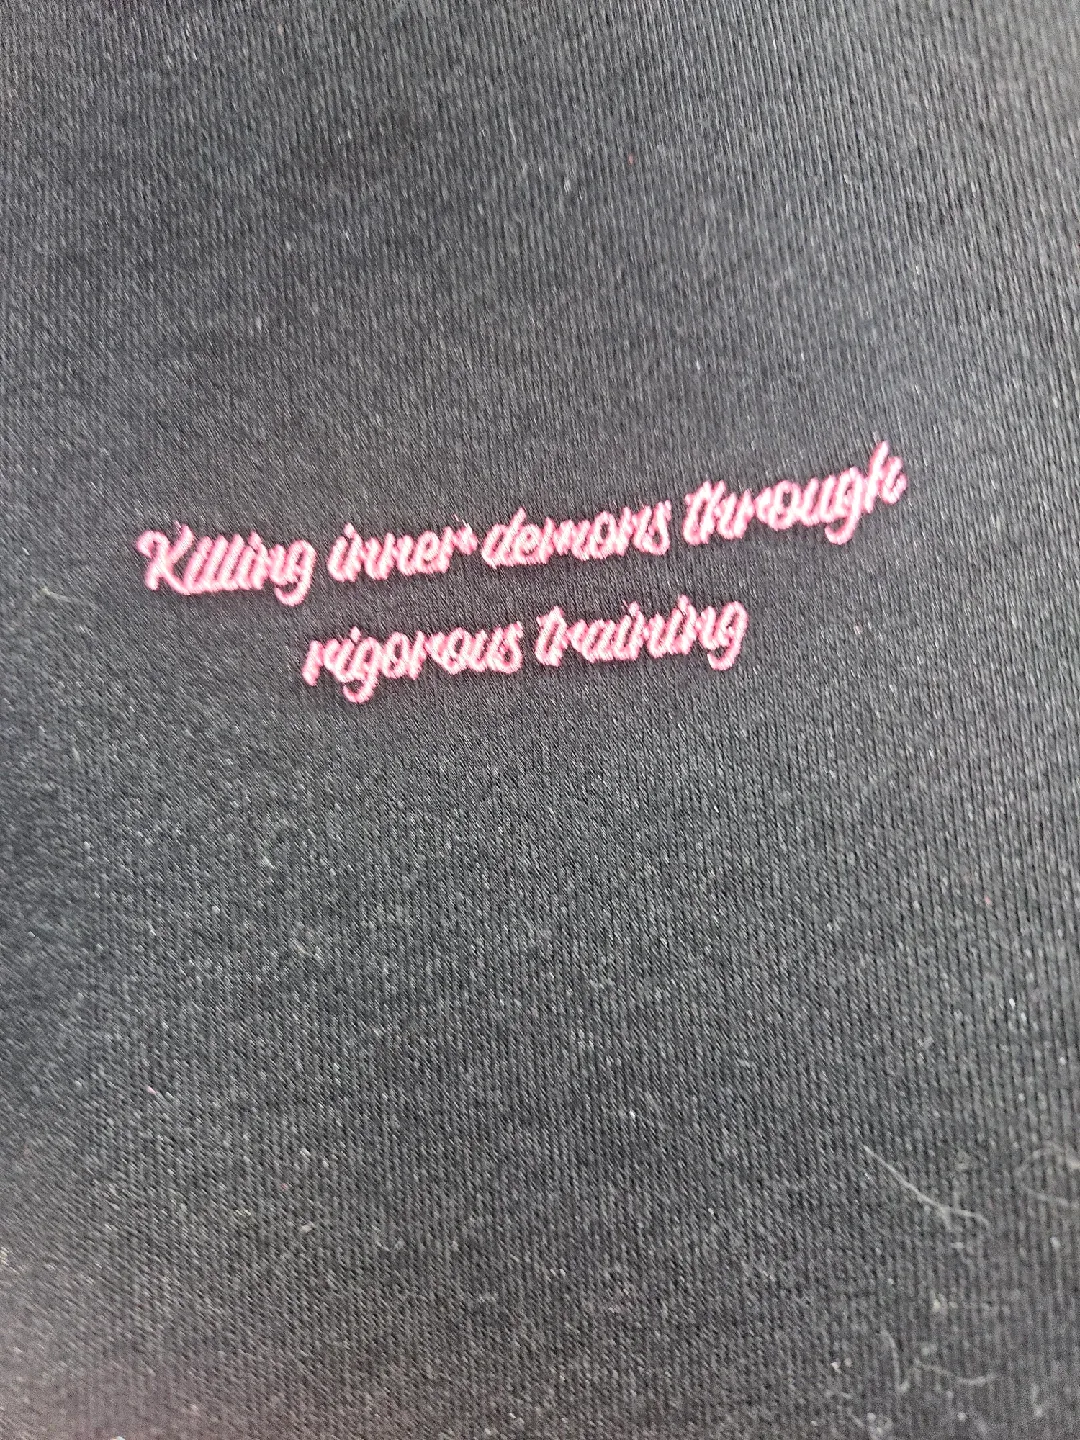 Killing inner demons through
rigorous training